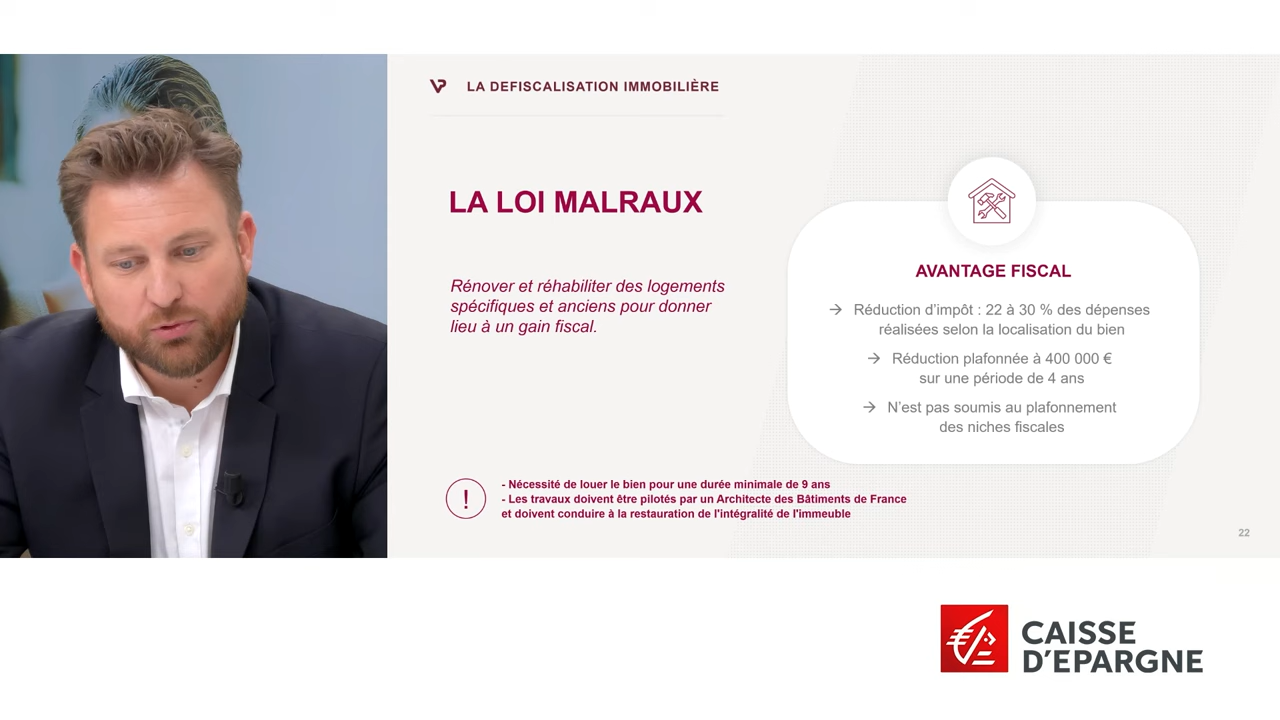 LA DEFISCALISATION IMMOBILIÈRE
LA LOI MALRAUX
Rénover et réhabiliter des logements
spécifiques et anciens pour donner
lieu à un gain fiscal.
AVANTAGE FISCAL
→ Réduction d’impôt : 22 à 30 % des dépenses
réalisées selon la localisation du bien
→ Réduction plafonnée à 400 000 €
sur une période de 4 ans
→ N’est pas soumis au plafonnement
des niches fiscales
!
- Nécessité de louer le bien pour une durée minimale de 9 ans
- Les travaux doivent être pilotés par un Architecte des Bâtiments de France
et doivent conduire à la restauration de l'intégralité de l'immeuble
22
CAISSE
D’EPARGNE